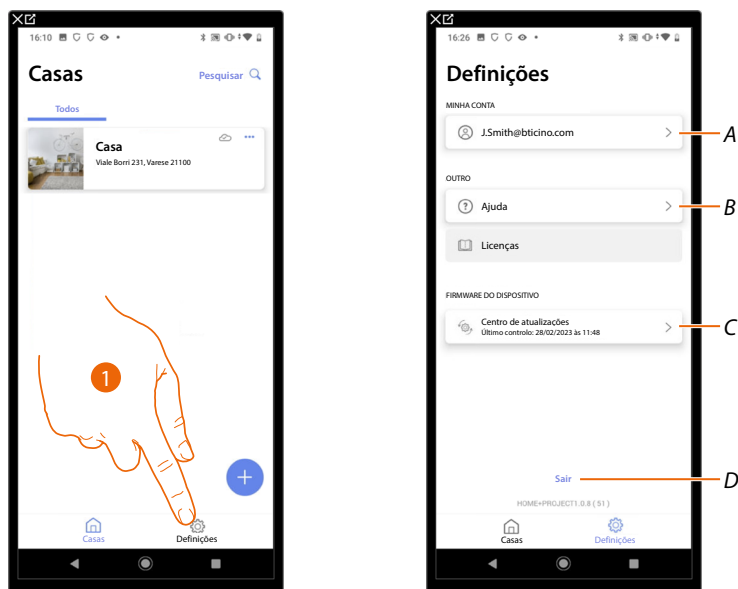 16:10
Casas
Pesquisar
Todos
Casa
Viale Borri 231, Varese 21100
1
Casas
Definições
16:26
Definições
MINHA CONTA
J.Smith@bticino.com
A
OUTRO
Ajuda
B
Licenças
FIRMWARE DO DISPOSITIVO
Centro de atualizações
Último controlo: 28/02/2023 às 11:48
C
Sair
D
HOME+PROJECT1.0.8 ( 51 )
Casas
Definições